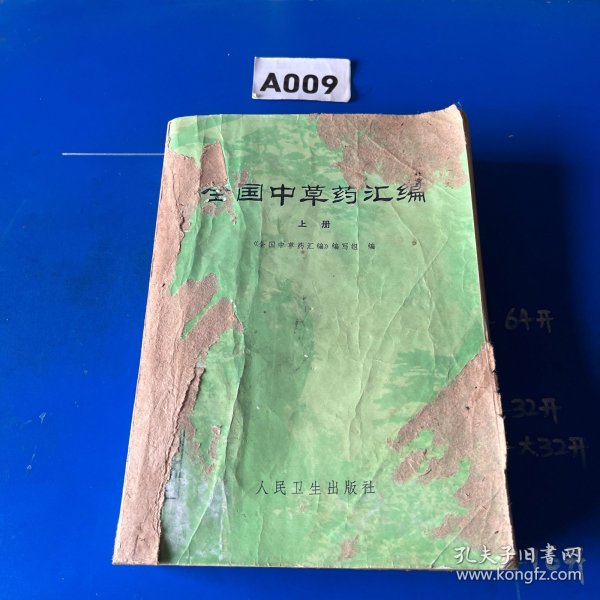 A009
全国中草药汇编
上册
《全国中草药汇编》编写组 编
64开
32开
大32开
人民卫生出版社
孔夫子旧书网
www.kongfz.com